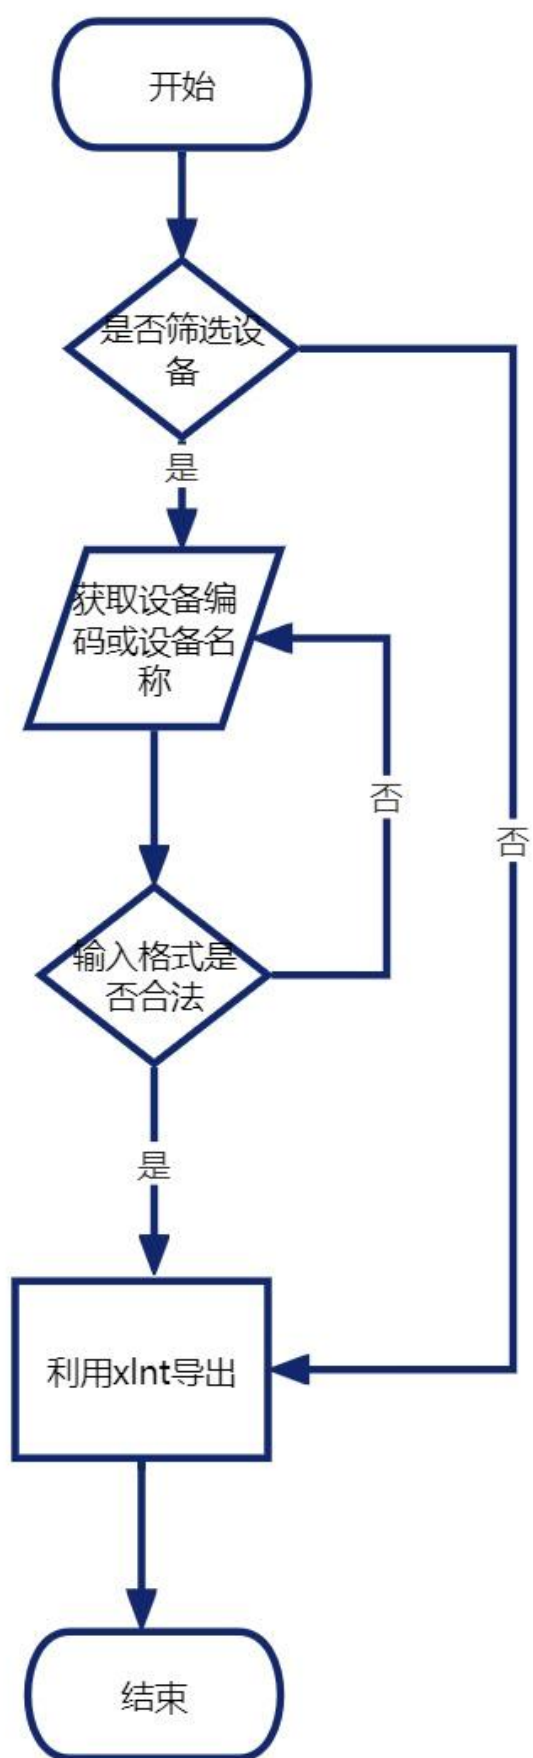 开始
是否筛选设
备
是
获取设备编
码或设备名
称
否
否
输入格式是
否合法
是
利用xlnt导出
结束